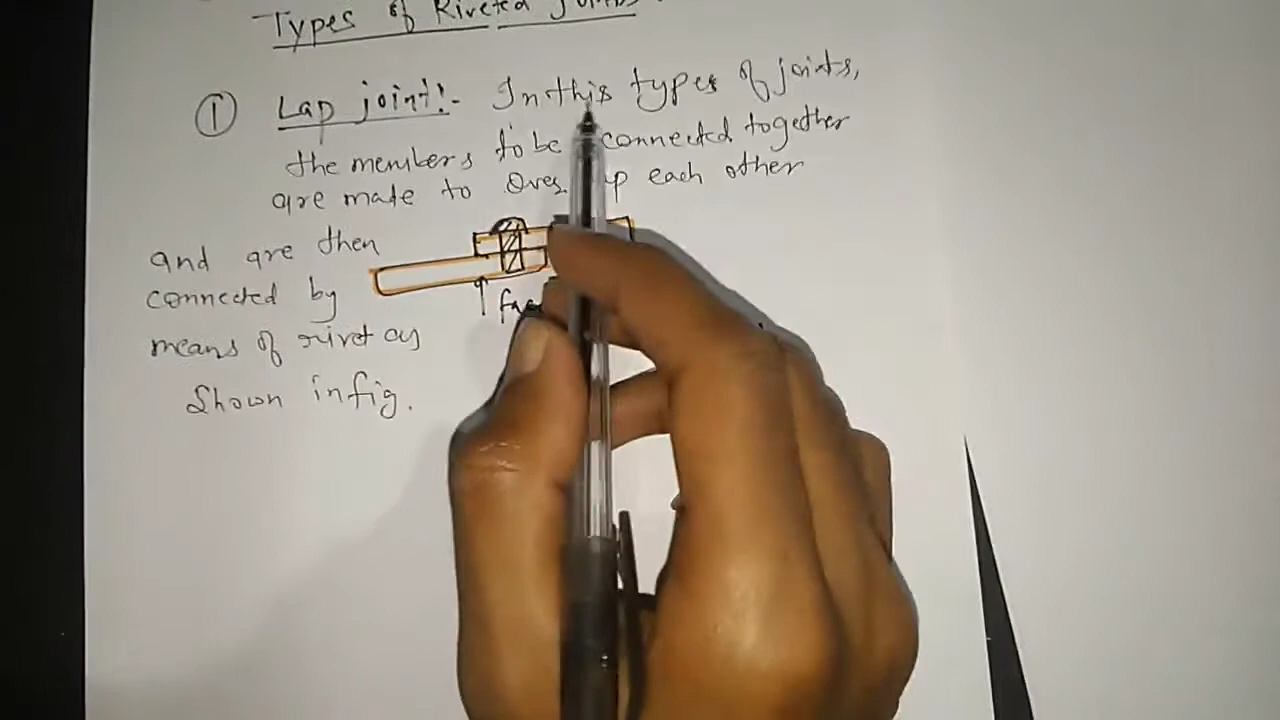 Types of Riveted joints
① Lap joint:- In this types of joints,
the members to be connected together
are made to each other
and are then
connected by
means of rivet as
Shown in fig.